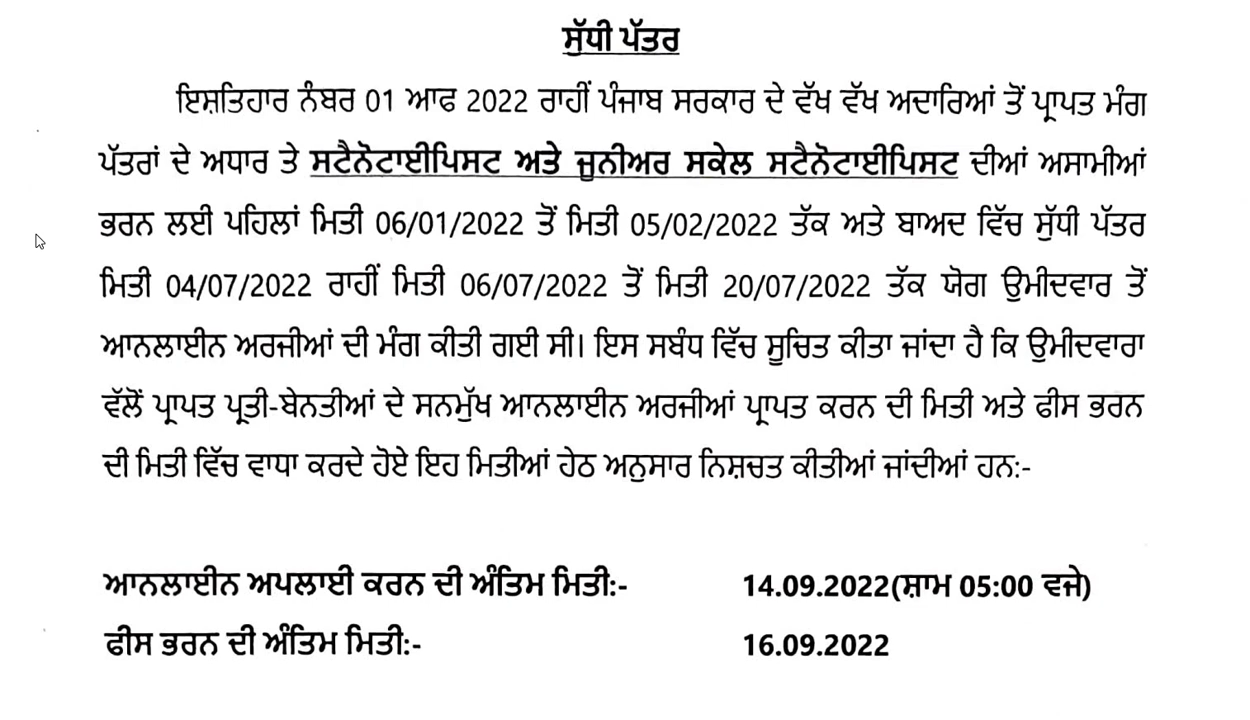 ਸੁੱਧੀ ਪੱਤਰ
ਇਸ਼ਤਿਹਾਰ ਨੰਬਰ 01 ਆਫ 2022 ਰਾਹੀਂ ਪੰਜਾਬ ਸਰਕਾਰ ਦੇ ਵੱਖ ਵੱਖ ਅਦਾਰਿਆਂ ਤੋਂ ਪ੍ਰਾਪਤ ਮੰਗ
ਪੱਤਰਾਂ ਦੇ ਅਧਾਰ ਤੇ ਸਟੈਨੋਟਾਈਪਿਸਟ ਅਤੇ ਜੂਨੀਅਰ ਸਕੇਲ ਸਟੈਨੋਟਾਈਪਿਸਟ ਦੀਆਂ ਅਸਾਮੀਆਂ
ਭਰਨ ਲਈ ਪਹਿਲਾਂ ਮਿਤੀ 06/01/2022 ਤੋਂ ਮਿਤੀ 05/02/2022 ਤੱਕ ਅਤੇ ਬਾਅਦ ਵਿੱਚ ਸੁੱਧੀ ਪੱਤਰ
ਮਿਤੀ 04/07/2022 ਰਾਹੀਂ ਮਿਤੀ 06/07/2022 ਤੋਂ ਮਿਤੀ 20/07/2022 ਤੱਕ ਯੋਗ ਉਮੀਦਵਾਰ ਤੋਂ
ਆਨਲਾਈਨ ਅਰਜੀਆਂ ਦੀ ਮੰਗ ਕੀਤੀ ਗਈ ਸੀ। ਇਸ ਸਬੰਧ ਵਿੱਚ ਸੂਚਿਤ ਕੀਤਾ ਜਾਂਦਾ ਹੈ ਕਿ ਉਮੀਦਵਾਰਾ
ਵੱਲੋਂ ਪ੍ਰਾਪਤ ਪ੍ਰਤੀ-ਬੇਨਤੀਆਂ ਦੇ ਸਨਮੁੱਖ ਆਨਲਾਈਨ ਅਰਜੀਆਂ ਪ੍ਰਾਪਤ ਕਰਨ ਦੀ ਮਿਤੀ ਅਤੇ ਫੀਸ ਭਰਨ
ਦੀ ਮਿਤੀ ਵਿੱਚ ਵਾਧਾ ਕਰਦੇ ਹੋਏ ਇਹ ਮਿਤੀਆਂ ਹੇਠ ਅਨੁਸਾਰ ਨਿਸ਼ਚਤ ਕੀਤੀਆਂ ਜਾਂਦੀਆਂ ਹਨ:-
ਆਨਲਾਈਨ ਅਪਲਾਈ ਕਰਨ ਦੀ ਅੰਤਿਮ ਮਿਤੀ:- 14.09.2022(ਸ਼ਾਮ 05:00 ਵਜੇ)
ਫੀਸ ਭਰਨ ਦੀ ਅੰਤਿਮ ਮਿਤੀ:- 16.09.2022